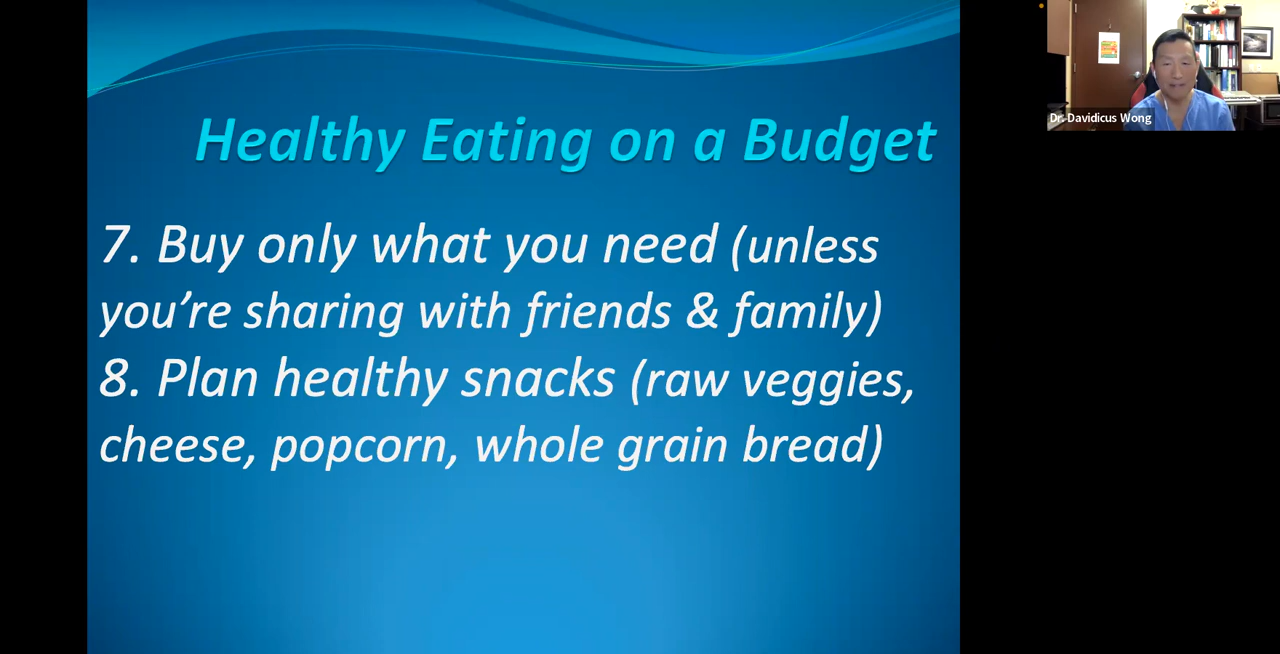 Healthy Eating on a Budget
7. Buy only what you need (unless
you’re sharing with friends & family)
8. Plan healthy snacks (raw veggies,
cheese, popcorn, whole grain bread)
Dr. Davidicus Wong